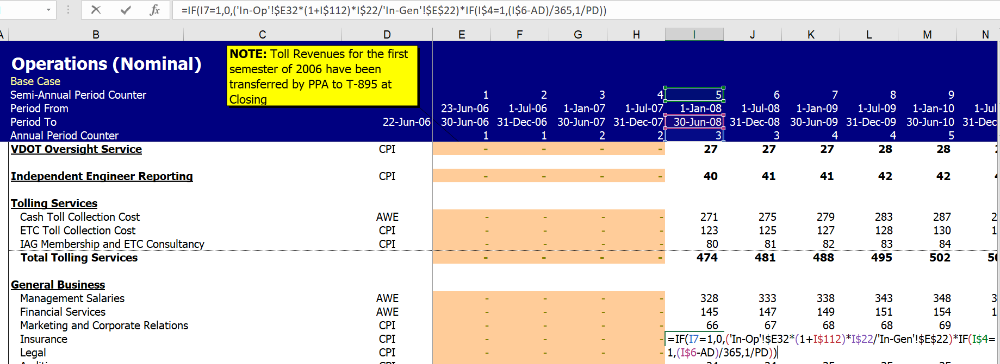 fx =IF(I7=1,0,('In-Op'!$E32*(1+I$112)*I$22/'In-Gen'!$E$22)*IF(I$4=1,(I$6-AD)/365,1/PD))
A B C D E F G H I J K L M N
NOTE: Toll Revenues for the first
semester of 2006 have been
transferred by PPA to T-895 at
Closing
Operations (Nominal)
Base Case
Semi-Annual Period Counter 1 2 3 4 5 6 7 8 9
Period From 23-Jun-06 1-Jul-06 1-Jan-07 1-Jul-07 1-Jan-08 1-Jul-08 1-Jan-09 1-Jul-09 1-Jan-10 1-Jul
Period To 22-Jun-06 30-Jun-06 31-Dec-06 30-Jun-07 31-Dec-07 30-Jun-08 31-Dec-08 30-Jun-09 31-Dec-09 30-Jun-10 31-Dec
Annual Period Counter 1 1 2 2 3 3 4 4 5
VDOT Oversight Service CPI - - - - 27 27 27 28 28
Independent Engineer Reporting CPI - - - - 40 41 41 42 42
Tolling Services
Cash Toll Collection Cost AWE - - - - 271 275 279 283 287 2
ETC Toll Collection Cost CPI - - - - 123 125 127 128 130 1
IAG Membership and ETC Consultancy CPI - - - - 80 81 82 83 84
Total Tolling Services - - - - 474 481 488 495 502 50
General Business
Management Salaries AWE - - - - 328 333 338 343 348 3
Financial Services AWE - - - - 145 147 149 151 154 1
Marketing and Corporate Relations CPI - - - - 66 67 68 68 69
Insurance CPI - - - - =IF(I7=1,0,('In-Op'!$E32*(1+I$112)*I$22/'In-Gen'!$E$22)*IF(I$4=
Legal CPI - - - - 1,(I$6-AD)/365,1/PD))